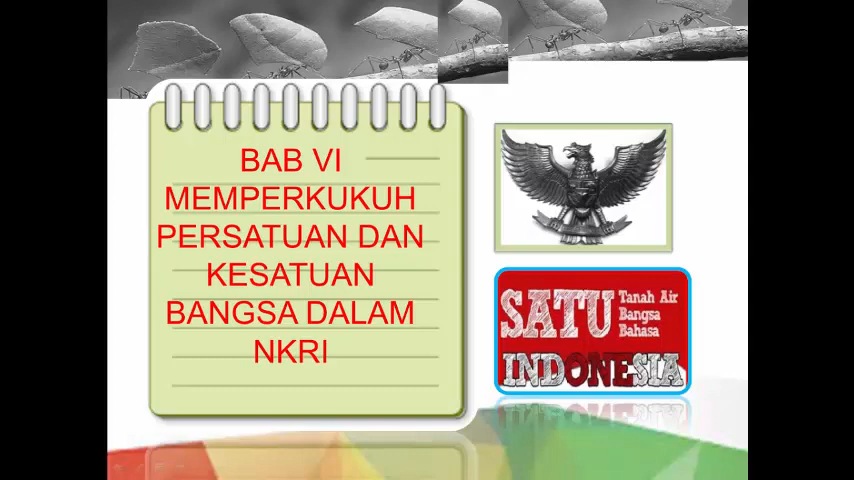 BAB VI
MEMPERKUKUH
PERSATUAN DAN
KESATUAN
BANGSA DALAM
NKRI
SATU
Tanah Air
Bangsa
Bahasa
INDONESIA